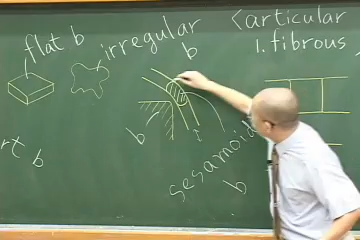 flat b
irregular
b
<articular
1. fibrous
b
sesamoid
b
rt b